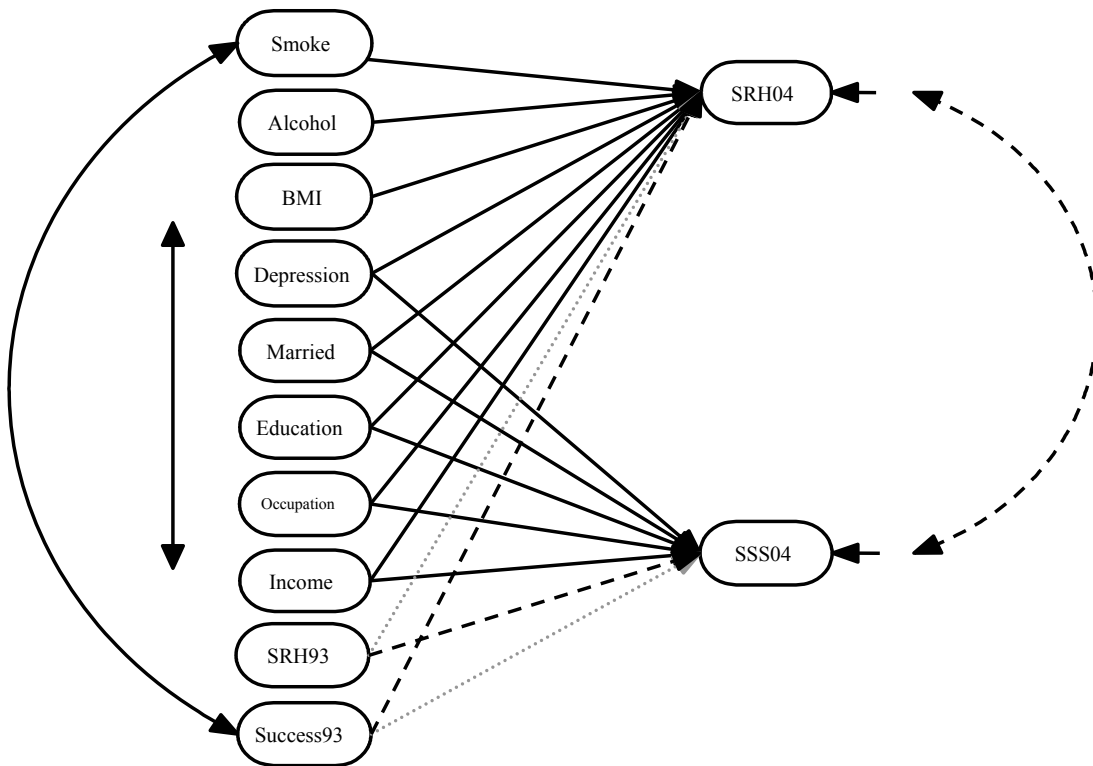 Smoke
SRH04
Alcohol
BMI
Depression
Married
Education
Occupation
SSS04
Income
SRH93
Success93